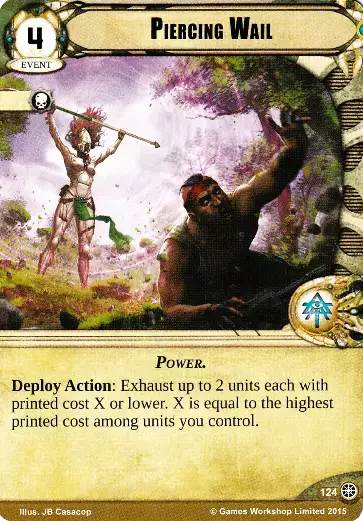 4
EVENT
PIERCING WAIL
POWER.
Deploy Action: Exhaust up to 2 units each with
printed cost X or lower. X is equal to the highest
printed cost among units you control.
124
Illus. JB Casacop
© Games Workshop Limited 2015